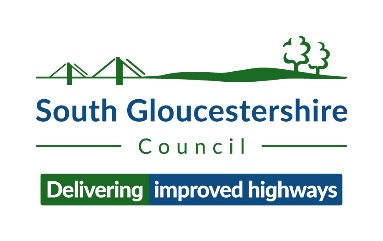 South Gloucestershire
Council
Delivering improved highways